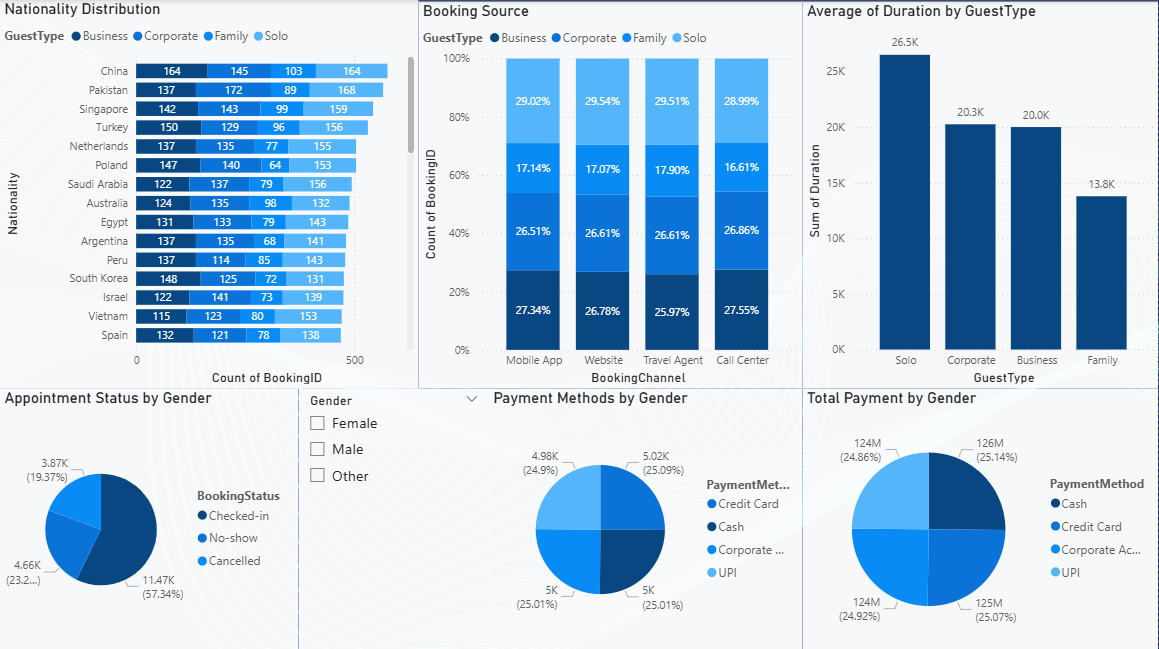 Nationality Distribution
GuestType Business Corporate Family Solo
Nationality
China 164 145 103 164
Pakistan 137 172 89 168
Singapore 142 143 99 159
Turkey 150 129 96 156
Netherlands 137 135 77 155
Poland 147 140 64 153
Saudi Arabia 122 137 79 156
Australia 124 135 98 132
Egypt 131 133 79 143
Argentina 137 135 68 141
Peru 137 114 85 143
South Korea 148 125 72 131
Israel 122 141 73 139
Vietnam 115 123 80 153
Spain 132 121 78 138
0 500
Count of BookingID
Booking Source
GuestType Business Corporate Family Solo
Count of BookingID
100%
80%
60%
40%
20%
0%
29.02% 29.54% 29.51% 28.99%
17.14% 17.07% 17.90% 16.61%
26.51% 26.61% 26.61% 26.86%
27.34% 26.78% 25.97% 27.55%
Mobile App Website Travel Agent Call Center
BookingChannel
Average of Duration by GuestType
Sum of Duration
25K
20K
15K
10K
5K
0K
26.5K
20.3K
20.0K
13.8K
Solo Corporate Business Family
GuestType
Appointment Status by Gender
3.87K
(19.37%)
4.66K
(23.2...)
11.47K
(57.34%)
BookingStatus
Checked-in
No-show
Cancelled
Gender
Female
Male
Other
Payment Methods by Gender
4.98K
(24.9%)
5.02K
(25.09%)
5K
(25.01%)
5K
(25.01%)
PaymentMet...
Credit Card
Cash
Corporate ...
UPI
Total Payment by Gender
124M
(24.86%)
126M
(25.14%)
124M
(24.92%)
125M
(25.07%)
PaymentMethod
Cash
Credit Card
Corporate Ac...
UPI